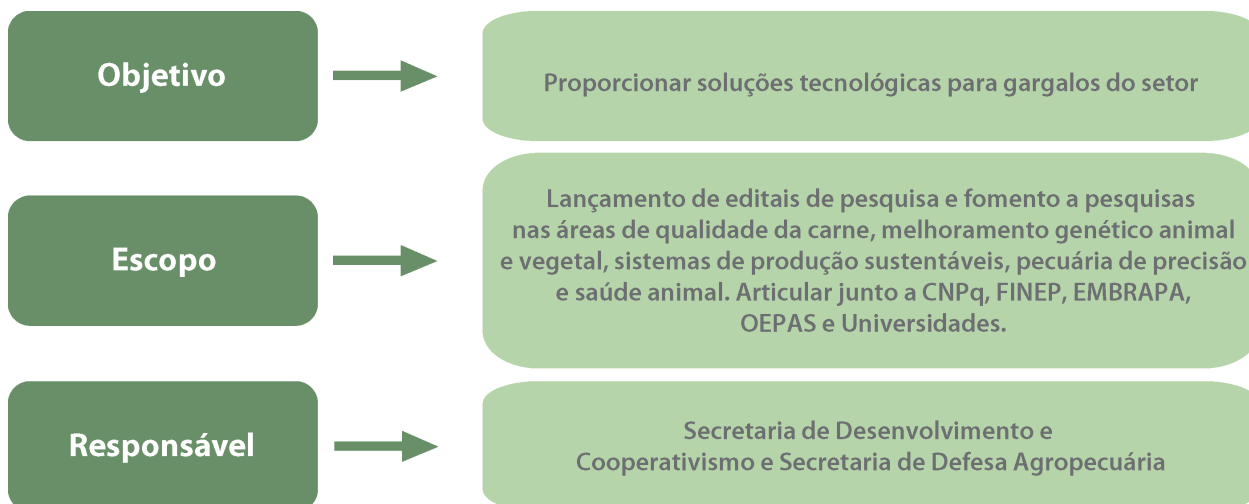 Objetivo
Proporcionar soluções tecnológicas para gargalos do setor
Escopo
Lançamento de editais de pesquisa e fomento a pesquisas
nas áreas de qualidade da carne, melhoramento genético animal
e vegetal, sistemas de produção sustentáveis, pecuária de precisão
e saúde animal. Articular junto a CNPq, FINEP, EMBRAPA,
OEPAS e Universidades.
Responsável
Secretaria de Desenvolvimento e
Cooperativismo e Secretaria de Defesa Agropecuária